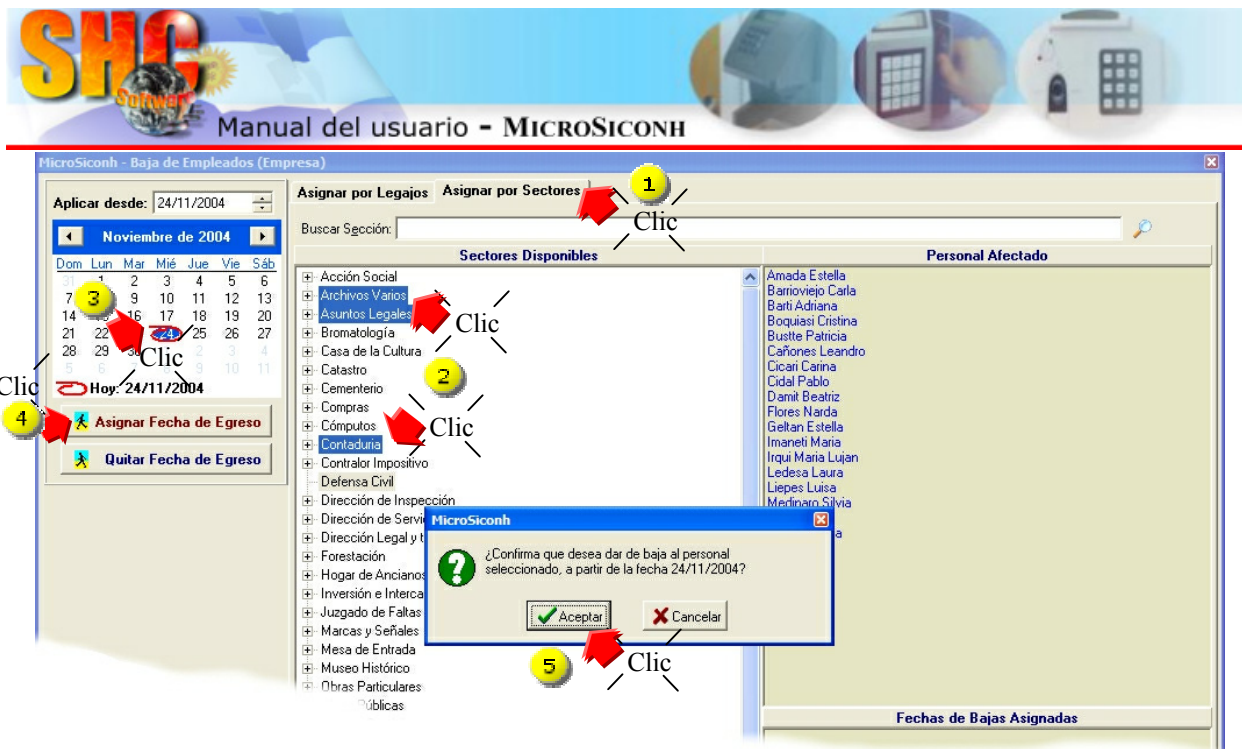 SHC
Software
Manual del usuario - MICROSICONH
MicroSiconh - Baja de Empleados (Empresa)
Aplicar desde: 24/11/2004
Noviembre de 2004
Dom Lun Mar Mié Jue Vie Sáb
31 1 2 3 4 5 6
7 9 10 11 12 13
14 16 17 18 19 20
21 22 24 25 26 27
28 29 30 2 3 4
5 6 8 9 10 11
Hoy: 24/11/2004
3
Clic
Clic
4
Asignar Fecha de Egreso
Quitar Fecha de Egreso
Asignar por Legajos
Asignar por Sectores
1
Clic
Buscar Sección:
Sectores Disponibles
Acción Social
Archivos Varios
Asuntos Legales
Bromatología
Casa de la Cultura
Catastro
Cementerio
Compras
Cómputos
Contaduria
Contralor Impositivo
Defensa Civil
Dirección de Inspección
Dirección de Servi
Dirección Legal y t
Forestación
Hogar de Ancianos
Inversión e Interca
Juzgado de Faltas
Marcas y Señales
Mesa de Entrada
Museo Histórico
Obras Particulares
Públicas
Clic
2
Clic
Personal Afectado
Amada Estella
Barrioviejo Carla
Barti Adriana
Boquiasi Cristina
Bustte Patricia
Cañones Leandro
Cicari Carina
Cidal Pablo
Damit Beatriz
Flores Narda
Geltan Estella
Imaneti Maria
Irqui Maria Lujan
Ledesa Laura
Liepes Luisa
Medinaro Silvia
a
MicroSiconh
¿Confirma que desea dar de baja al personal
seleccionado, a partir de la fecha 24/11/2004?
Aceptar
Cancelar
5
Clic
Fechas de Bajas Asignadas